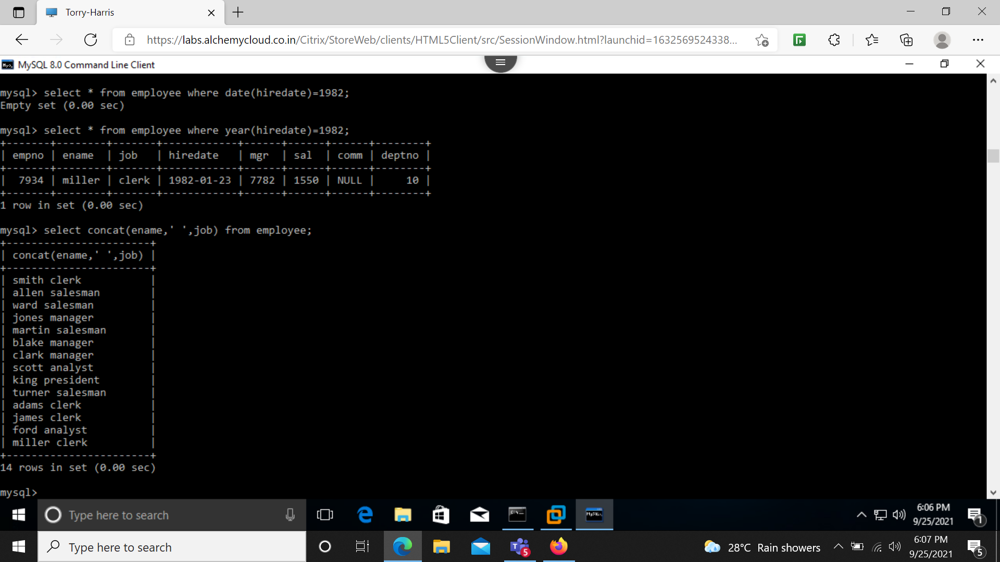 Torry-Harris
https://labs.alchemycloud.co.in/Citrix/StoreWeb/clients/HTML5Client/src/SessionWindow.html?launchid=1632569524338...
MySQL 8.0 Command Line Client
mysql> select * from employee where date(hiredate)=1982;
Empty set (0.00 sec)
mysql> select * from employee where year(hiredate)=1982;
+-------+--------+-------+------------+------+------+------+--------+
| empno | ename  | job   | hiredate   | mgr  | sal  | comm | deptno |
+-------+--------+-------+------------+------+------+------+--------+
|  7934 | miller | clerk | 1982-01-23 | 7782 | 1550 | NULL |     10 |
+-------+--------+-------+------------+------+------+------+--------+
1 row in set (0.00 sec)
mysql> select concat(ename,' ',job) from employee;
+-----------------------+
| concat(ename,' ',job) |
+-----------------------+
| smith clerk           |
| allen salesman        |
| ward salesman         |
| jones manager         |
| martin salesman       |
| blake manager         |
| clark manager         |
| scott analyst         |
| king president        |
| turner salesman       |
| adams clerk           |
| james clerk           |
| ford analyst          |
| miller clerk          |
+-----------------------+
14 rows in set (0.00 sec)
mysql>
Type here to search
6:06 PM
9/25/2021
1
Type here to search
5
28°C Rain showers
6:07 PM
9/25/2021
5